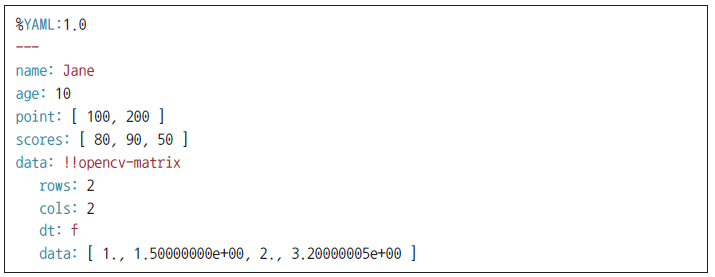 %YAML:1.0
---
name: Jane
age: 10
point: [ 100, 200 ]
scores: [ 80, 90, 50 ]
data: !!opencv-matrix
   rows: 2
   cols: 2
   dt: f
   data: [ 1., 1.50000000e+00, 2., 3.20000005e+00 ]